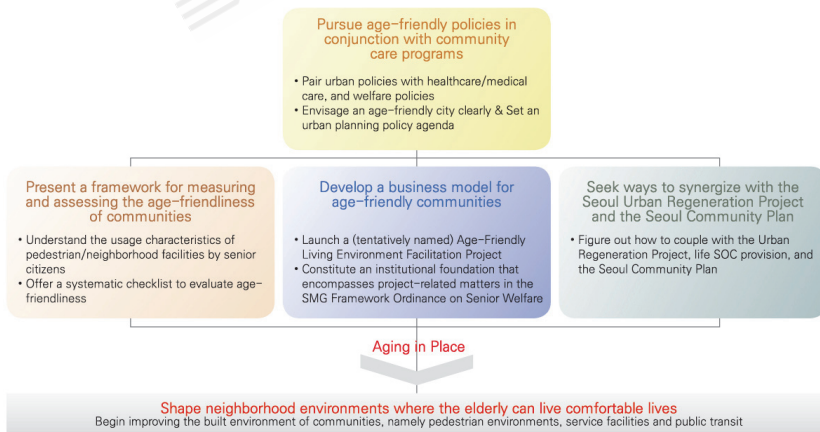 Pursue age-friendly policies in
conjunction with community
care programs
• Pair urban policies with healthcare/medical
care, and welfare policies
• Envisage an age-friendly city clearly & Set an
urban planning policy agenda
Present a framework for measuring
and assessing the age-friendliness
of communities
• Understand the usage characteristics of
pedestrian/neighborhood facilities by senior
citizens
• Offer a systematic checklist to evaluate age-
friendliness
Develop a business model for
age-friendly communities
• Launch a (tentatively named) Age-Friendly
Living Environment Facilitation Project
• Constitute an institutional foundation that
encompasses project-related matters in the
SMG Framework Ordinance on Senior Welfare
Seek ways to synergize with the
Seoul Urban Regeneration Project
and the Seoul Community Plan
• Figure out how to couple with the Urban
Regeneration Project, life SOC provision, and
the Seoul Community Plan
Aging in Place
Shape neighborhood environments where the elderly can live comfortable lives
Begin improving the built environment of communities, namely pedestrian environments, service facilities and public transit